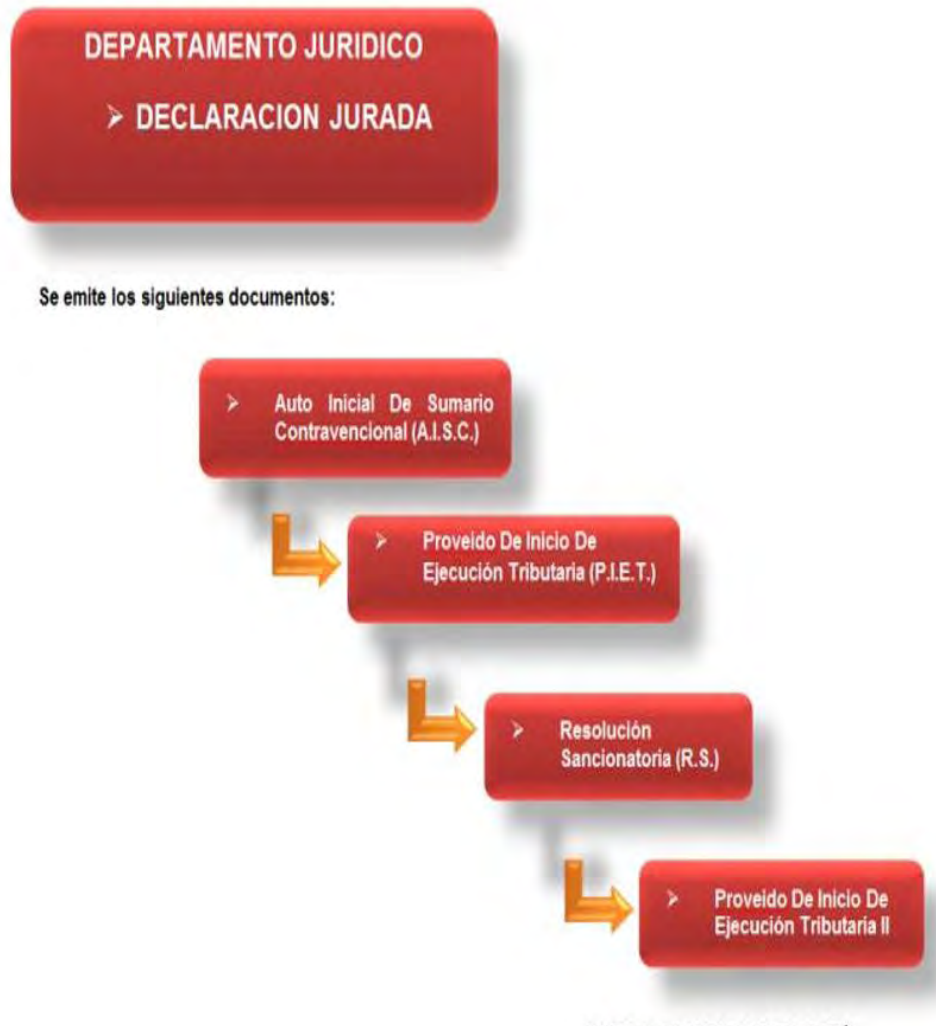 DEPARTAMENTO JURIDICO
➢ DECLARACION JURADA
Se emite los siguientes documentos:
➢ Auto Inicial De Sumario
Contravencional (A.I.S.C.)
➢ Proveido De Inicio De
Ejecución Tributaria (P.I.E.T.)
➢ Resolución
Sancionatoria (R.S.)
➢ Proveido De Inicio De
Ejecución Tributaria II